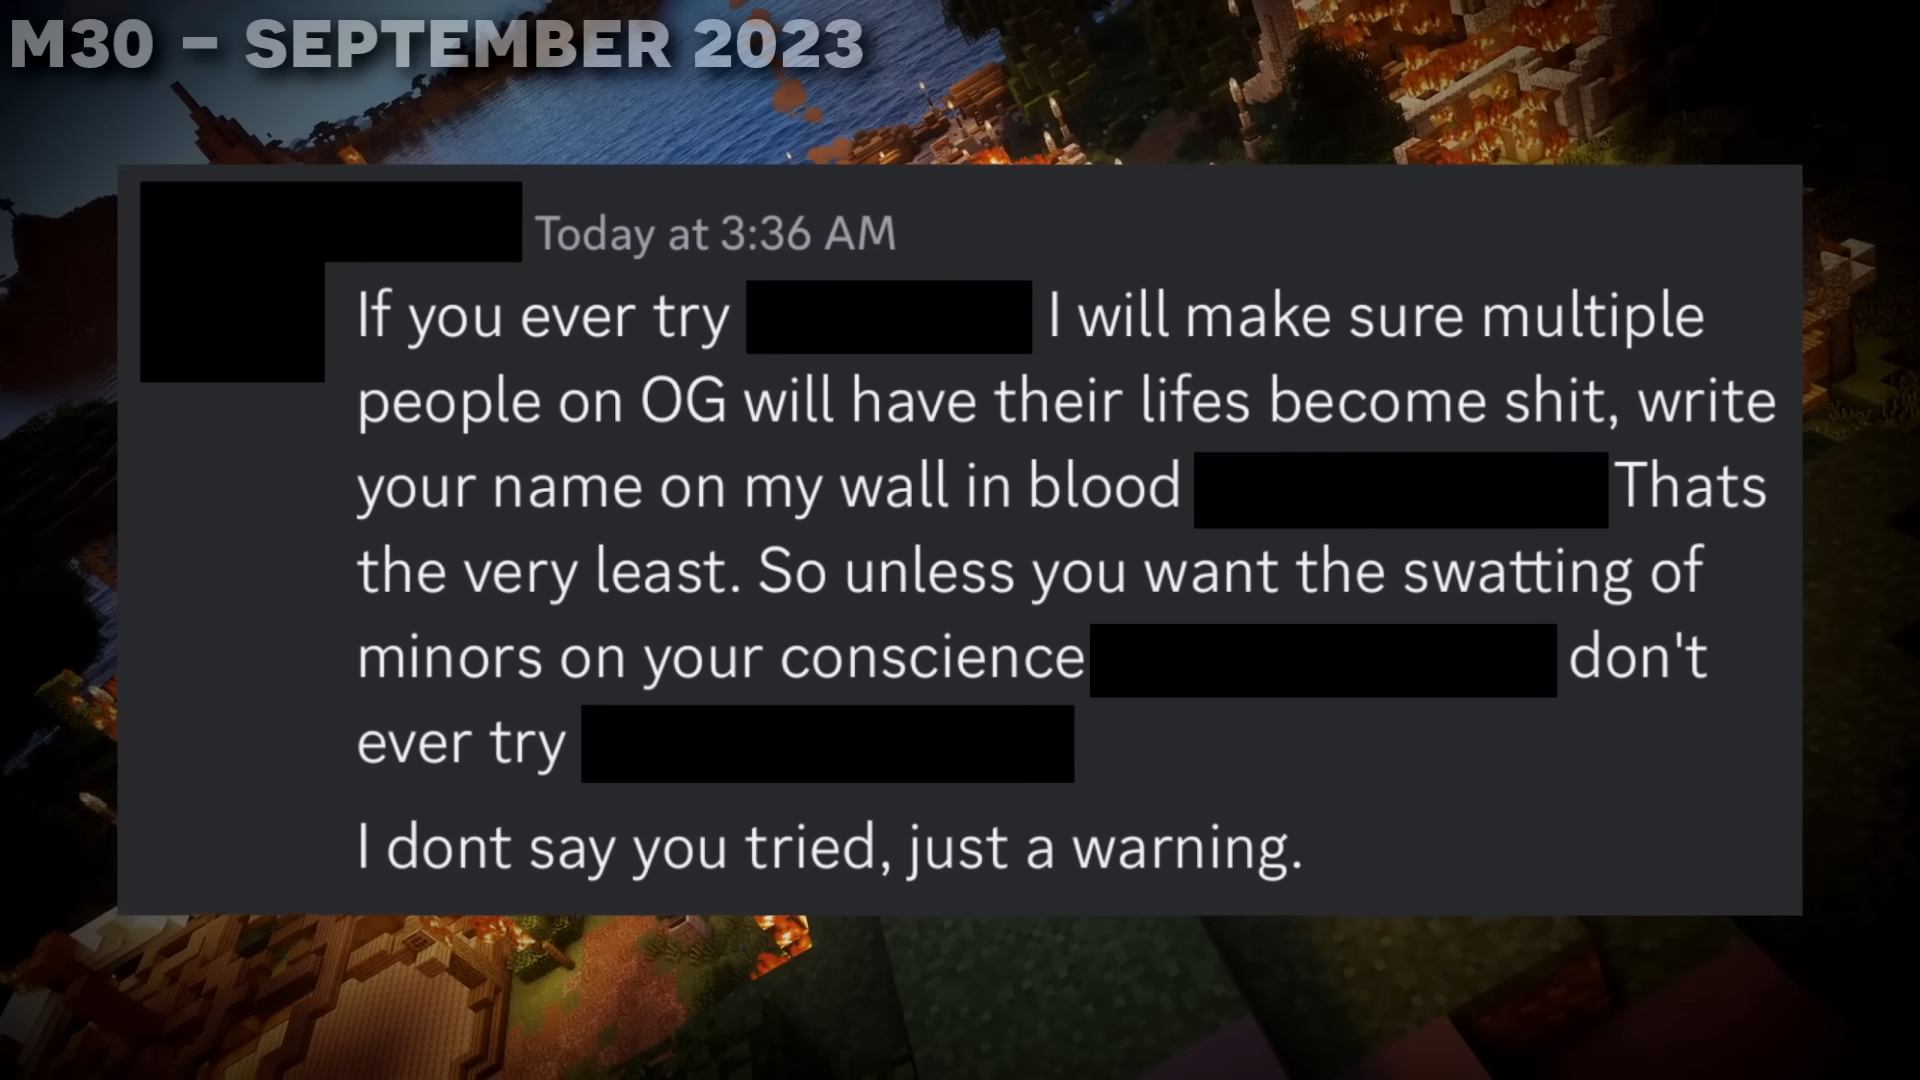 M30 – SEPTEMBER 2023
Today at 3:36 AM
If you ever try I will make sure multiple
people on OG will have their lifes become shit, write
your name on my wall in blood Thats
the very least. So unless you want the swatting of
minors on your conscience don't
ever try
I dont say you tried, just a warning.